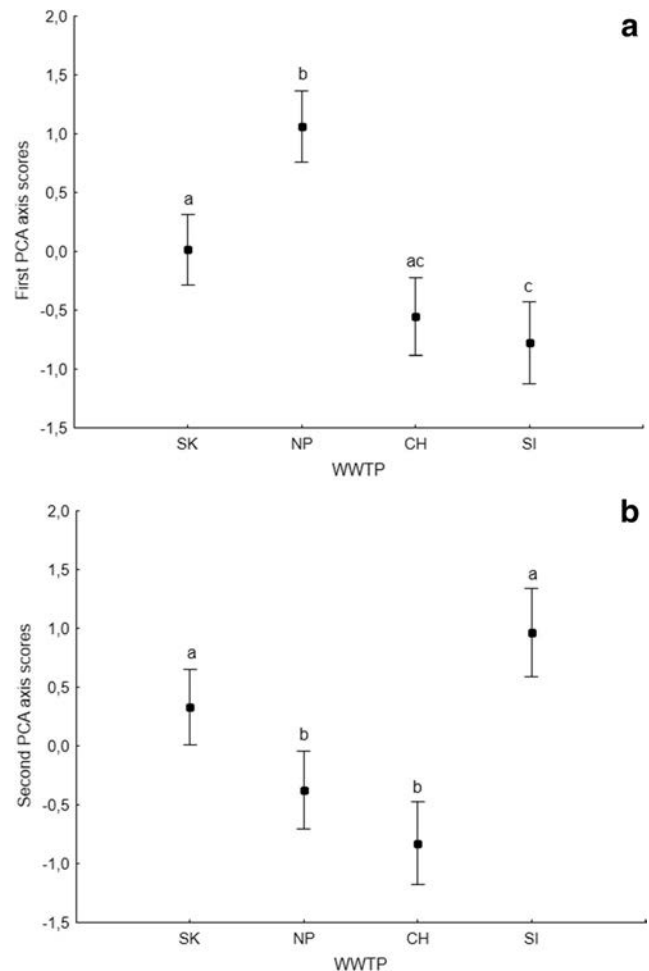 a
2,0
1,5
1,0
0,5
0,0
-0,5
-1,0
-1,5
First PCA axis scores
a
b
ac
c
SK NP CH SI
WWTP
b
2,0
1,5
1,0
0,5
0,0
-0,5
-1,0
-1,5
Second PCA axis scores
a
b
b
a
SK NP CH SI
WWTP